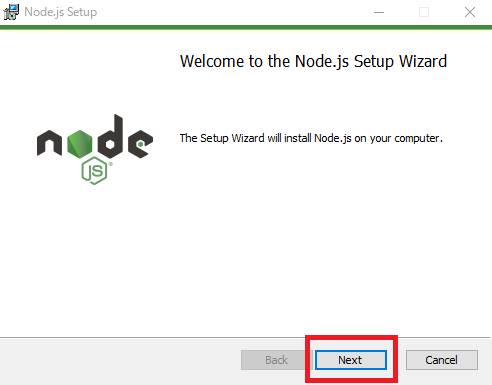 Node.js Setup
Welcome to the Node.js Setup Wizard
The Setup Wizard will install Node.js on your computer.
node
JS®
Back
Next
Cancel